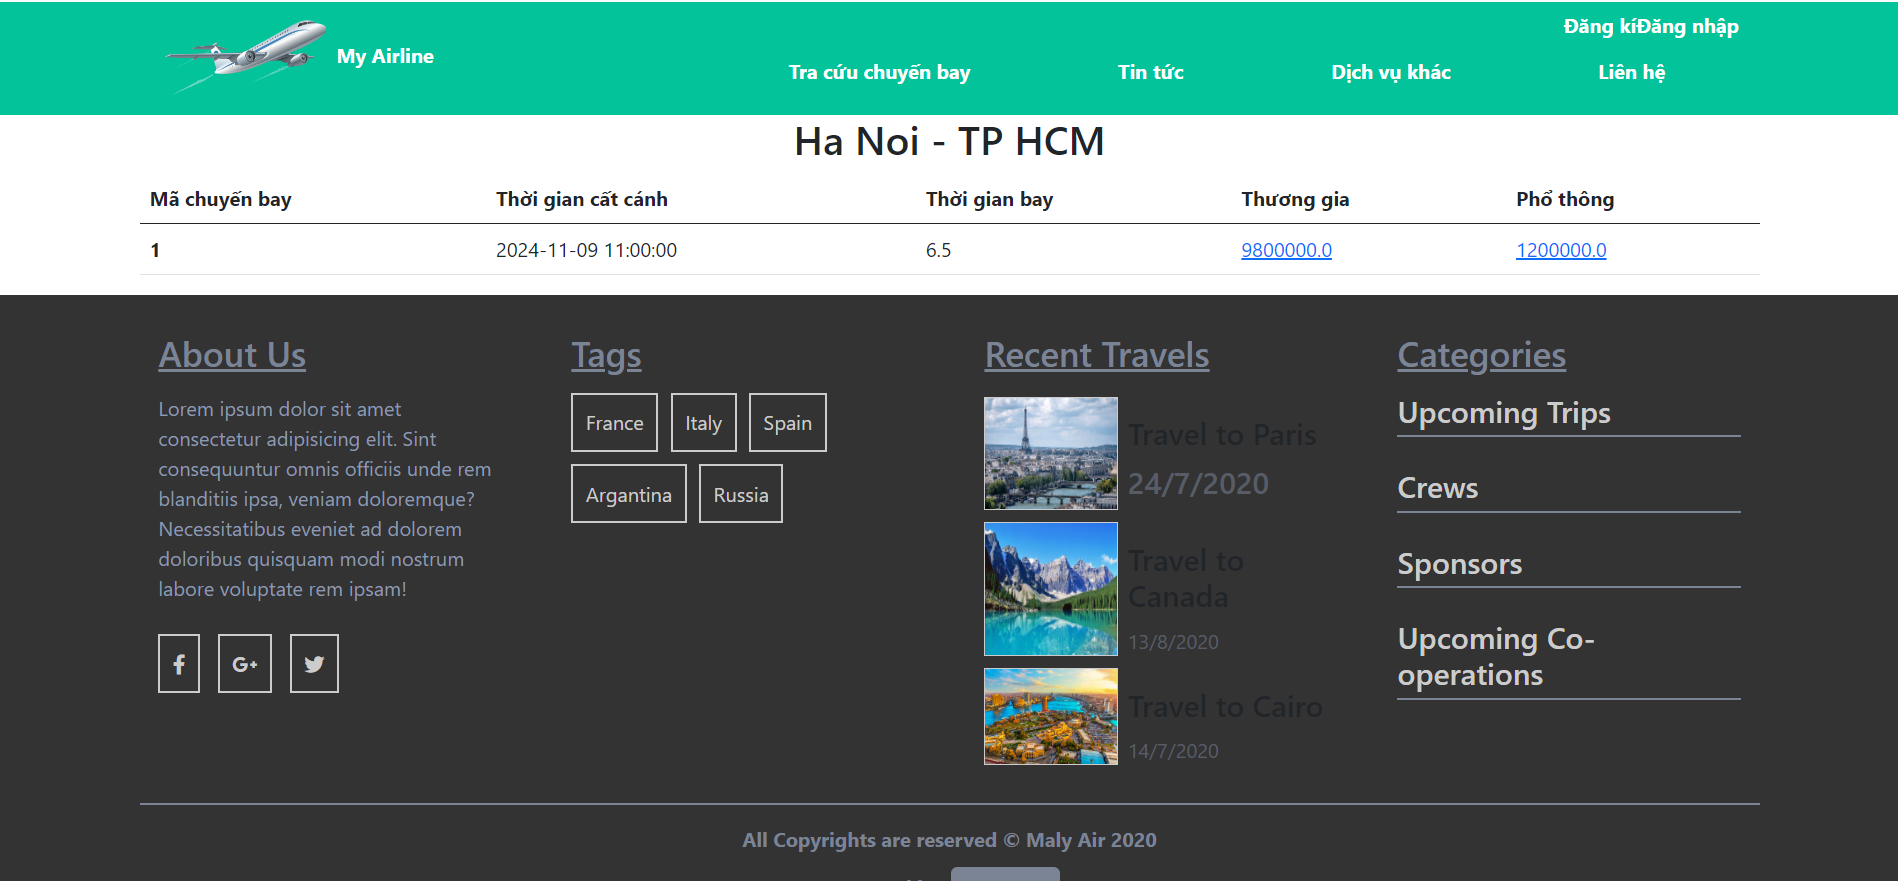 Đăng kíĐăng nhập
My Airline
Tra cứu chuyến bay Tin tức Dịch vụ khác Liên hệ
Ha Noi - TP HCM
Mã chuyến bay Thời gian cất cánh Thời gian bay Thương gia Phổ thông
1 2024-11-09 11:00:00 6.5 9800000.0 1200000.0
About Us
Lorem ipsum dolor sit amet
consectetur adipisicing elit. Sint
consequuntur omnis officiis unde rem
blanditiis ipsa, veniam doloremque?
Necessitatibus eveniet ad dolorem
doloribus quisquam modi nostrum
labore voluptate rem ipsam!
Tags
France Italy Spain
Argantina Russia
Recent Travels
Travel to Paris
24/7/2020
Travel to
Canada
13/8/2020
Travel to Cairo
14/7/2020
Categories
Upcoming Trips
Crews
Sponsors
Upcoming Co-
operations
All Copyrights are reserved © Maly Air 2020